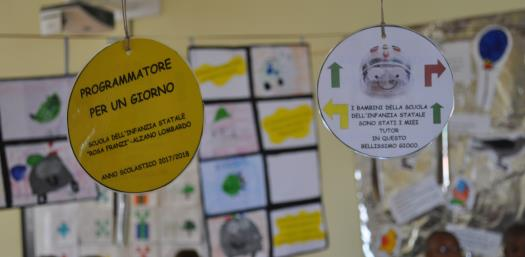 PROGRAMMATORE
PER UN GIORNO
SCUOLA DELL'INFANZIA STATALE
"ROSA FRANZI"-ALZANO LOMBARDO
ANNO SCOLASTICO 2017/2018
I BAMBINI DELLA SCUOLA
DELL'INFANZIA STATALE
SONO STATI I MIEI
TUTOR
IN QUESTO
BELLISSIMO GIOCO